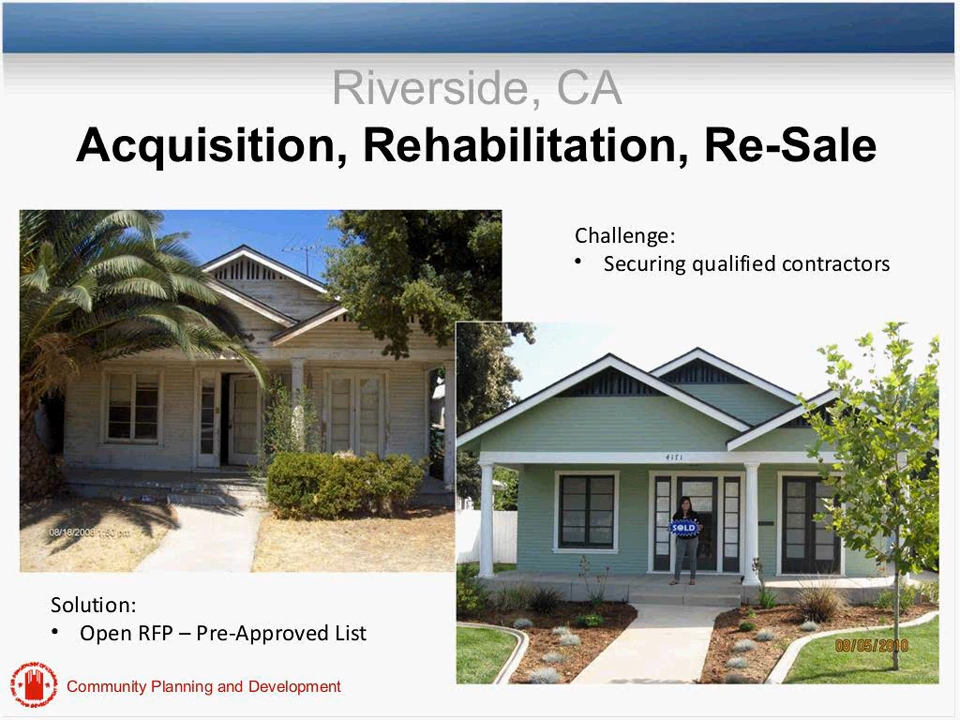 Riverside, CA
Acquisition, Rehabilitation, Re-Sale
Challenge:
• Securing qualified contractors
4171
SOLD
08/05/2010
Solution:
• Open RFP – Pre-Approved List
Community Planning and Development